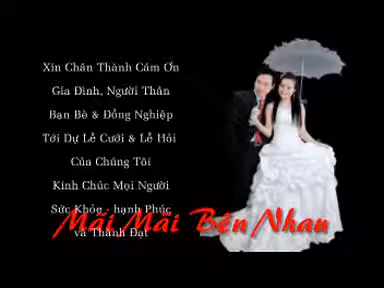 Xin Chân Thành Cảm Ơn
Gia Đình, Người Thân
Bạn Bè & Đồng Nghiệp
Tới Dự Lễ Cưới & Lễ Hỏi
Của Chúng Tôi
Kính Chúc Mọi Người
Sức Khỏe - hạnh Phúc
và Thành Đạt
Mãi Mãi Bên Nhau